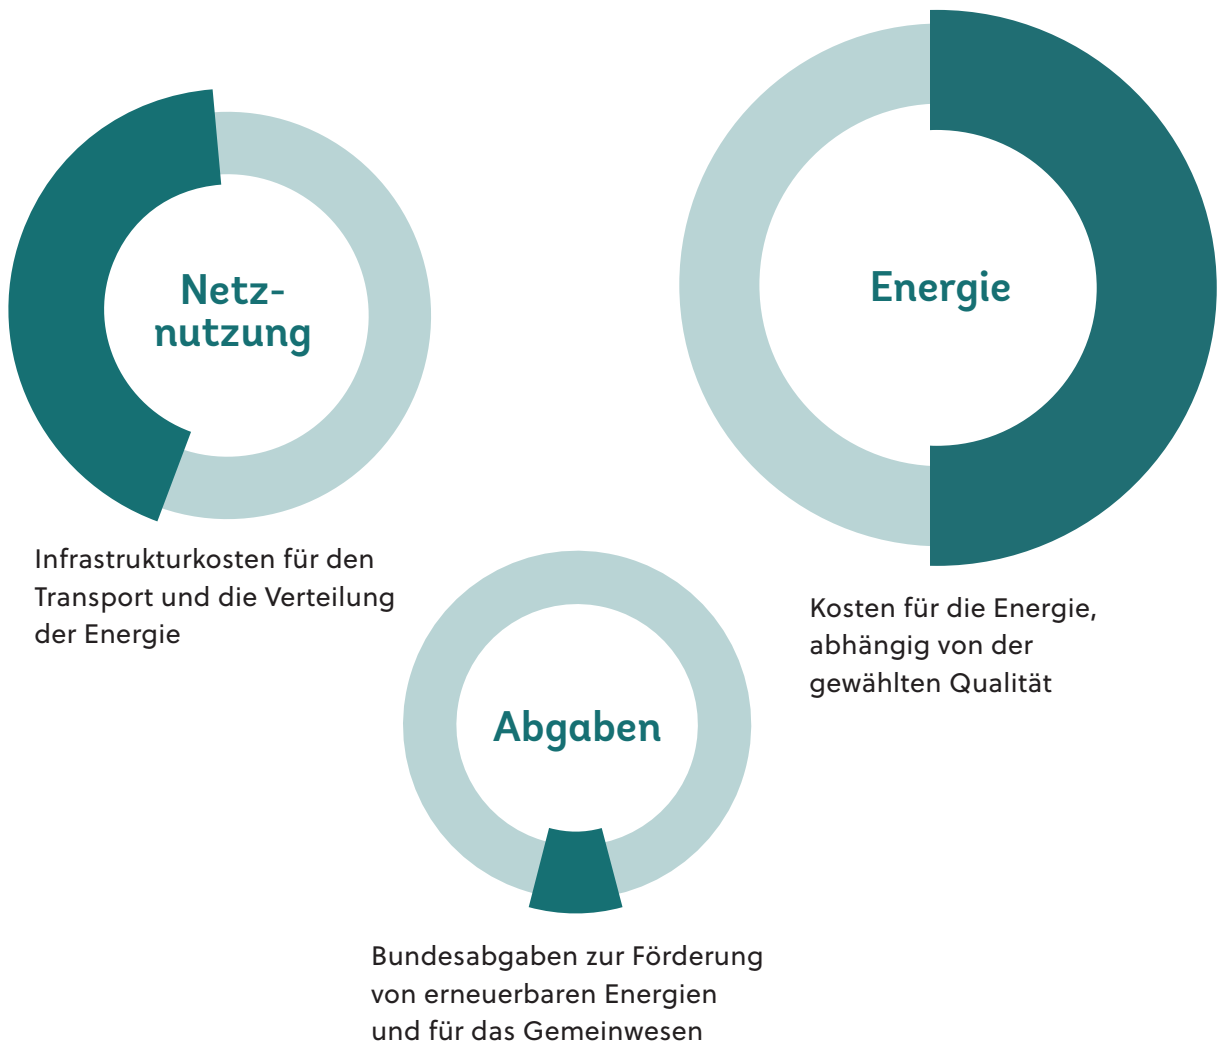 Netz-
nutzung
Infrastrukturkosten für den
Transport und die Verteilung
der Energie
Energie
Kosten für die Energie,
abhängig von der
gewählten Qualität
Abgaben
Bundesabgaben zur Förderung
von erneuerbaren Energien
und für das Gemeinwesen